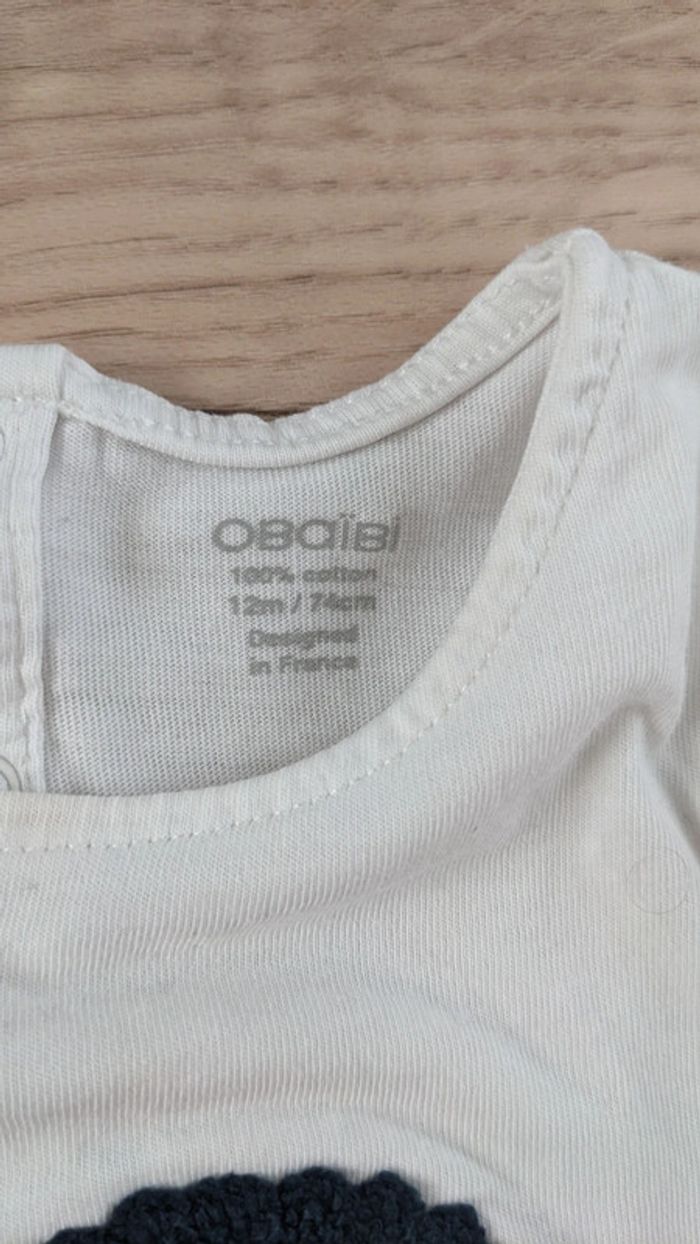 OBAÏBI
100% cotton
12m / 74cm
Designed
in France